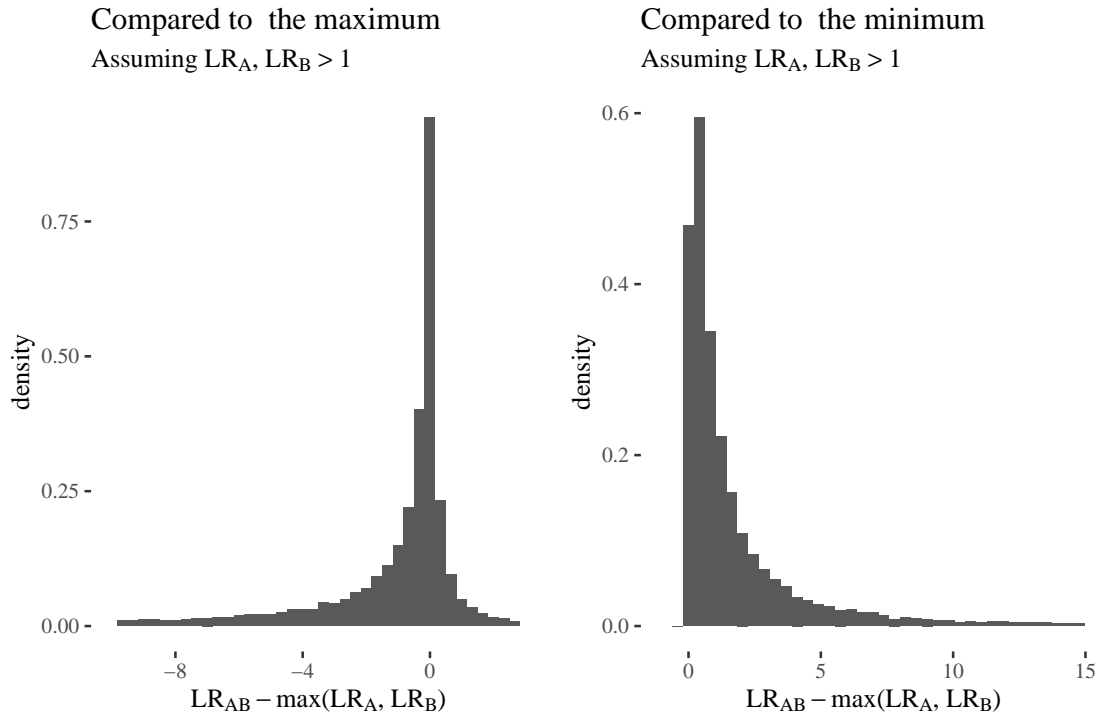 Compared to  the maximum
Assuming LR_A, LR_B > 1
density
0.75
0.50
0.25
0.00
−8
−4
0
LR_AB − max(LR_A, LR_B)
Compared to  the minimum
Assuming LR_A, LR_B > 1
density
0.6
0.4
0.2
0.0
0
5
10
15
LR_AB − max(LR_A, LR_B)